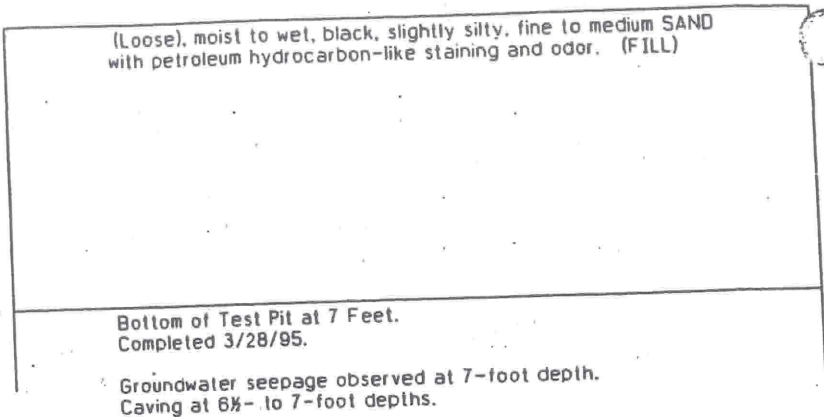 (Loose), moist to wet, black, slightly silty, fine to medium SAND
with petroleum hydrocarbon-like staining and odor. (FILL)
Bottom of Test Pit at 7 Feet.
Completed 3/28/95.
Groundwater seepage observed at 7-foot depth.
Caving at 6½- to 7-foot depths.